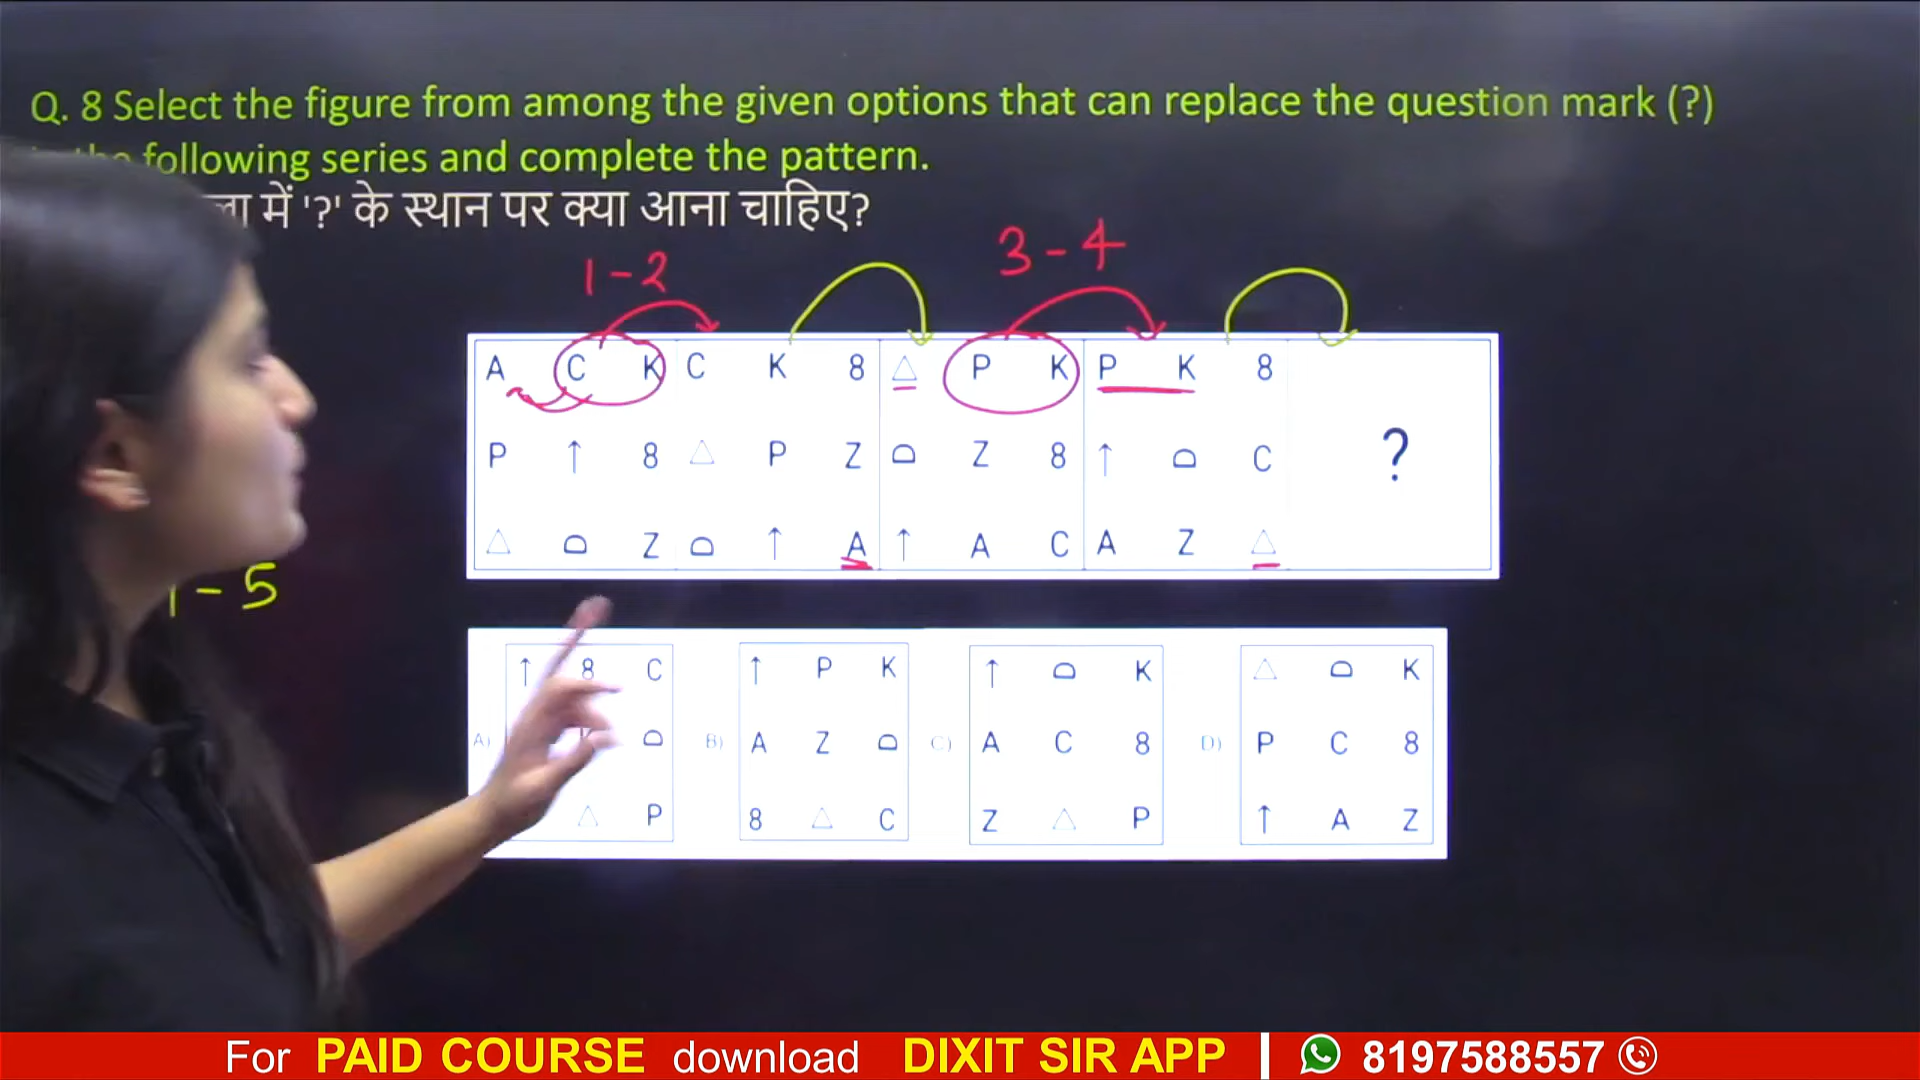 Q. 8 Select the figure from among the given options that can replace the question mark (?)
the following series and complete the pattern.
में '?' के स्थान पर क्या आना चाहिए?
1-2
3-4
A C K C K 8 △ P K P K 8
P ↑ 8 △ P Z D Z 8 ↑ D C ?
△ D Z D ↑ A ↑ A C A Z △
1-5
↑ 8 C ↑ P K ↑ D K △ D K
A) D B) A Z D C) A C 8 D) P C 8
△ P 8 △ C Z △ P ↑ A Z
For PAID COURSE download DIXIT SIR APP | 8197588557